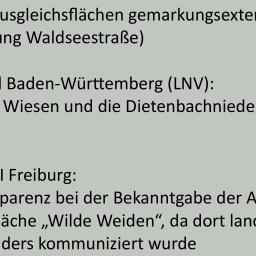 usgleichsflächen gemarkungsexter
ung Waldseestraße)
l Baden-Württemberg (LNV):
Wiesen und die Dietenbachniede
I Freiburg:
parenz bei der Bekanntgabe der A
äche „Wilde Weiden“, da dort lan
ders kommuniziert wurde